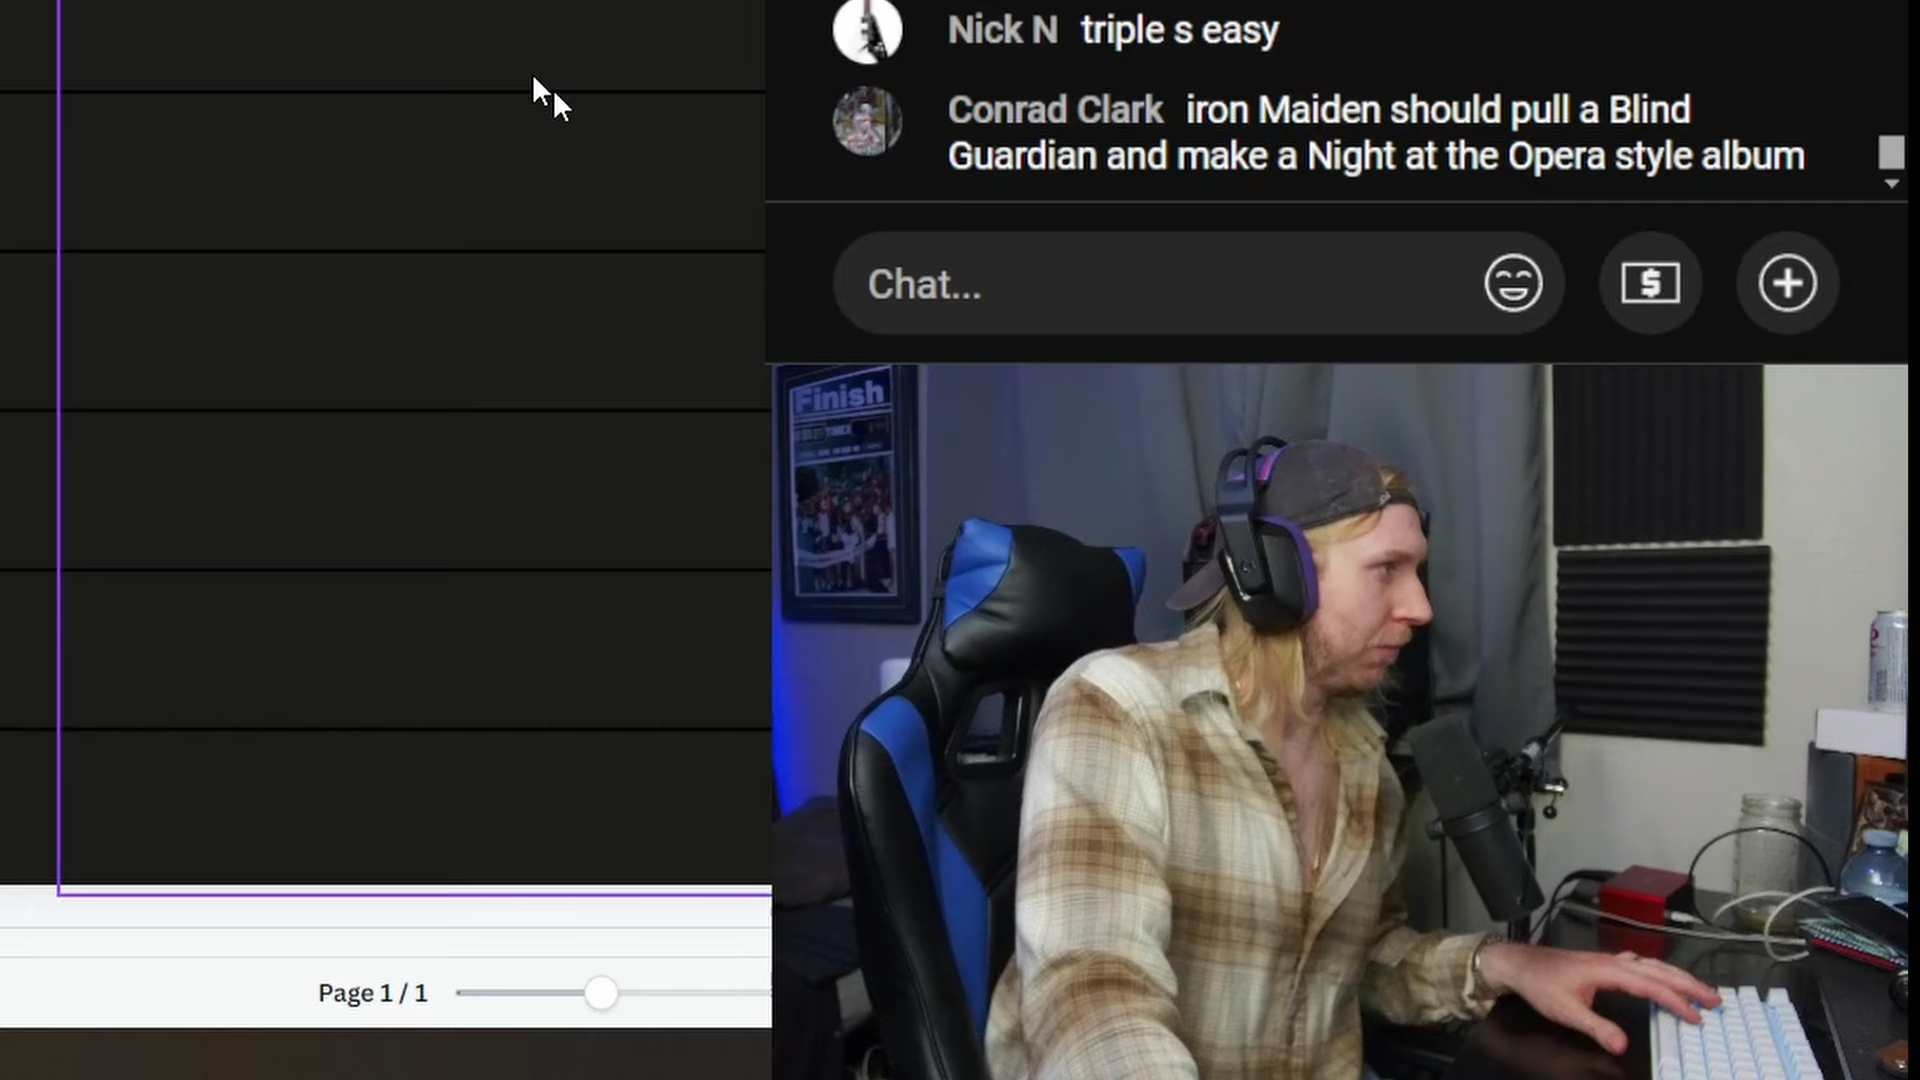 Nick N triple s easy
Conrad Clark iron Maiden should pull a Blind
Guardian and make a Night at the Opera style album
Chat...
Finish
Page 1 / 1